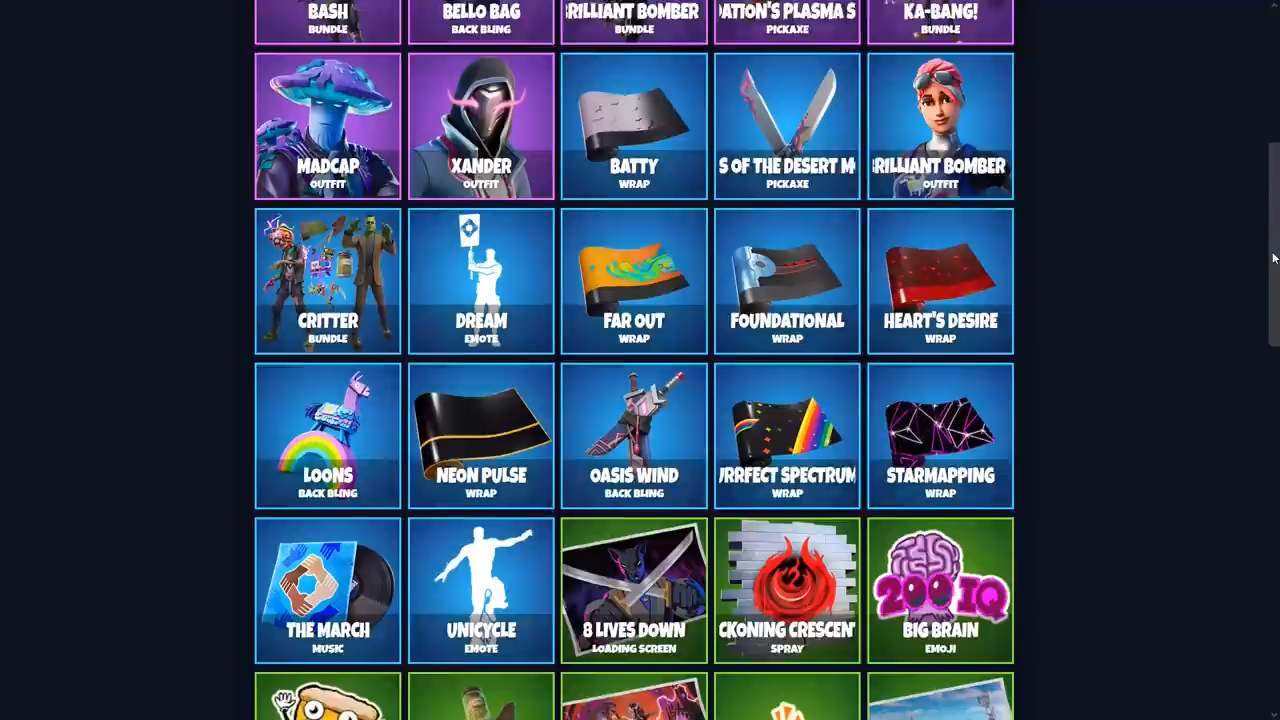 BASH
BUNDLE
BELLO BAG
BACK BLING
RILLIANT BOMBER
BUNDLE
DATION'S PLASMA S
PICKAXE
KA-BANG!
BUNDLE
MADCAP
OUTFIT
XANDER
OUTFIT
BATTY
WRAP
S OF THE DESERT M
PICKAXE
BRILLIANT BOMBER
OUTFIT
CRITTER
BUNDLE
DREAM
EMOTE
FAR OUT
WRAP
FOUNDATIONAL
WRAP
HEART'S DESIRE
WRAP
LOONS
BACK BLING
NEON PULSE
WRAP
OASIS WIND
BACK BLING
URRFECT SPECTRUM
WRAP
STARMAPPING
WRAP
THE MARCH
MUSIC
UNICYCLE
EMOTE
8 LIVES DOWN
LOADING SCREEN
CKONING CRESCENT
SPRAY
200 IQ
BIG BRAIN
EMOJI